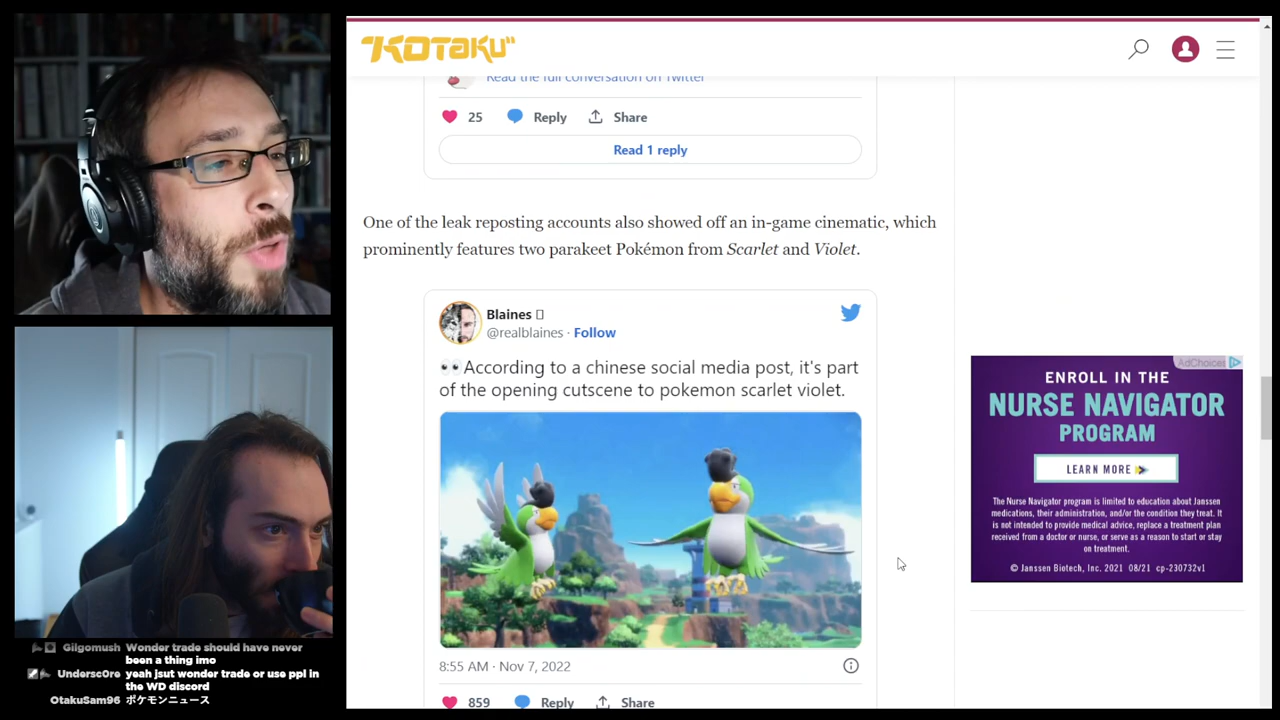 KOTAKU
Read the full conversation on Twitter
25 Reply Share
Read 1 reply
One of the leak reposting accounts also showed off an in-game cinematic, which
prominently features two parakeet Pokémon from Scarlet and Violet.
Blaines
@realblaines · Follow
👀According to a chinese social media post, it's part
of the opening cutscene to pokemon scarlet violet.
8:55 AM · Nov 7, 2022
859 Reply Share
AdChoices
ENROLL IN THE
NURSE NAVIGATOR
PROGRAM
LEARN MORE
The Nurse Navigator program is limited to education about Janssen
medications, their administration, and/or the condition they treat. It
is not intended to provide medical advice, replace a treatment plan
received from a doctor or nurse, or serve as a reason to start or stay
on treatment.
© Janssen Biotech, Inc. 2021 08/21 cp-230732v1
Gilgomush Wonder trade should have never
been a thing imo
Undersc0re yeah jsut wonder trade or use ppl in
the WD discord
OtakuSam96 ポケモンニュース